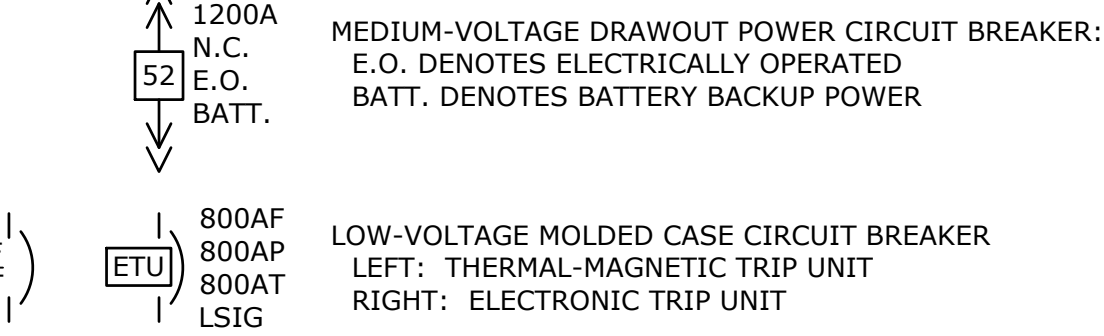 1200A
N.C.
52
E.O.
BATT.
MEDIUM-VOLTAGE DRAWOUT POWER CIRCUIT BREAKER:
E.O. DENOTES ELECTRICALLY OPERATED
BATT. DENOTES BATTERY BACKUP POWER
ETU
800AF
800AP
800AT
LSIG
LOW-VOLTAGE MOLDED CASE CIRCUIT BREAKER
LEFT: THERMAL-MAGNETIC TRIP UNIT
RIGHT: ELECTRONIC TRIP UNIT